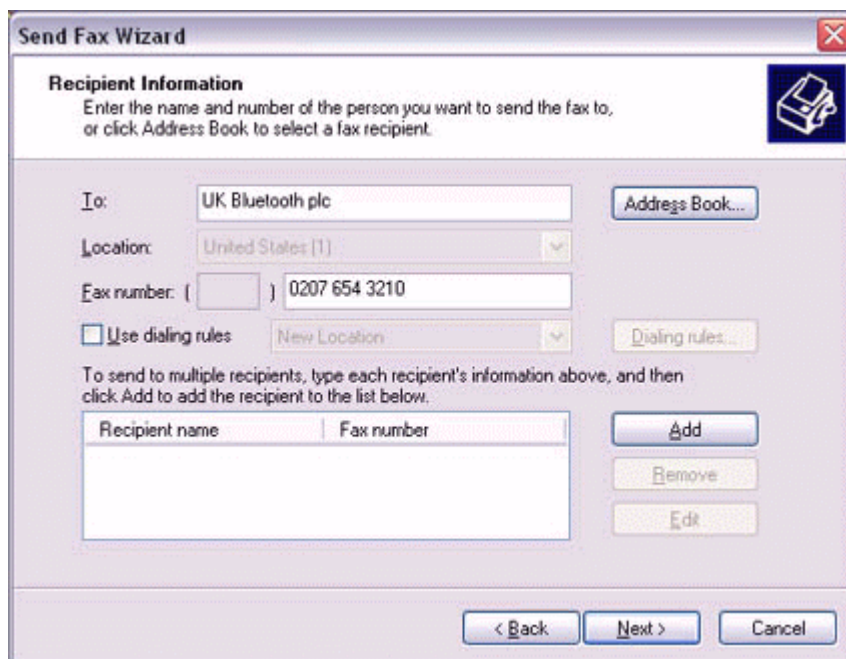 Send Fax Wizard
Recipient Information
Enter the name and number of the person you want to send the fax to,
or click Address Book to select a fax recipient.
To: UK Bluetooth plc Address Book...
Location: United States (1)
Fax number: ( ) 0207 654 3210
Use dialing rules New Location Dialing rules...
To send to multiple recipients, type each recipient's information above, and then
click Add to add the recipient to the list below.
Recipient name Fax number Add
Remove
Edit
< Back Next > Cancel